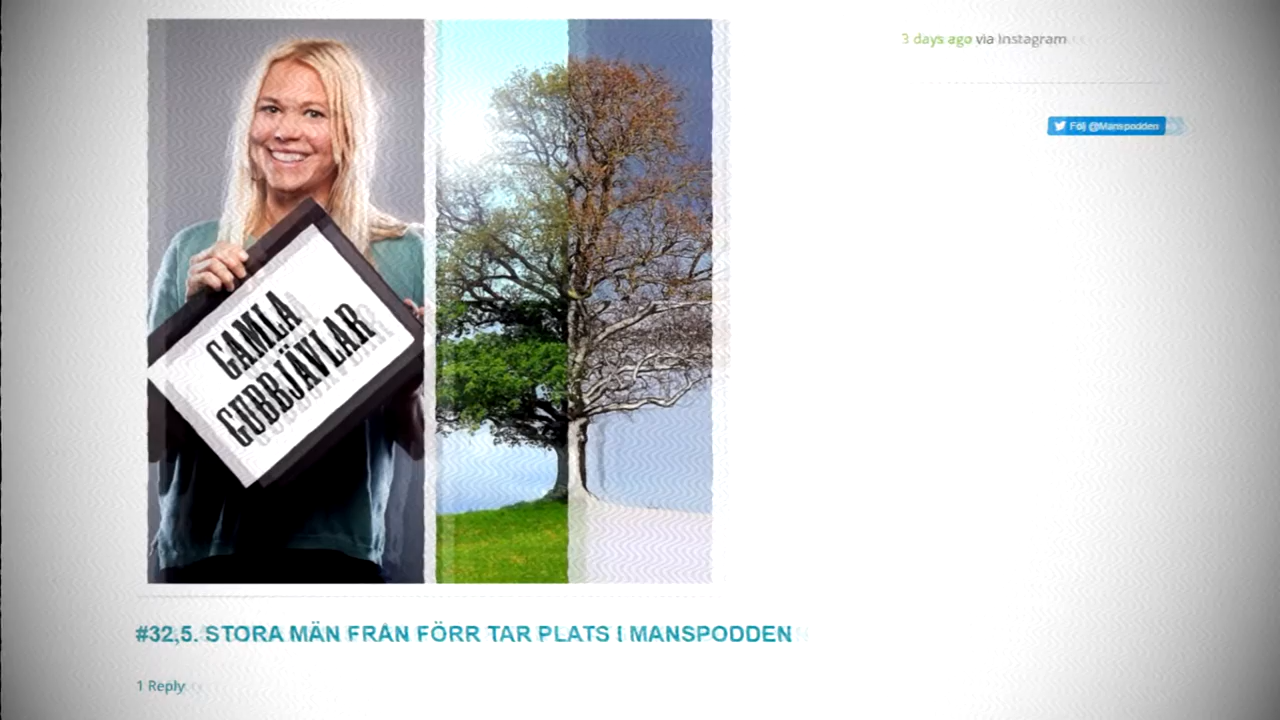 3 days ago via Instagram
Följ @Manspodden
GAMLA
GUBBJÄVLAR
#32,5. STORA MÄN FRÅN FÖRR TAR PLATS I MANSPODDEN
1 Reply